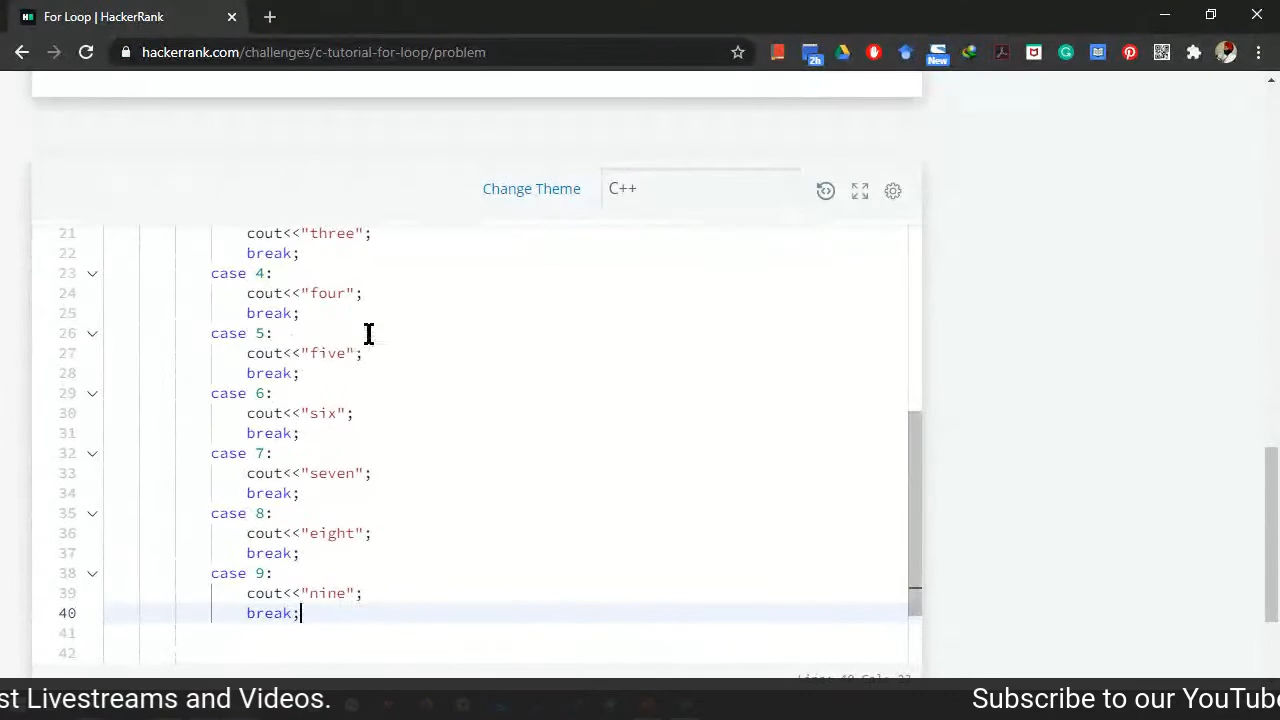 For Loop | HackerRank
hackerrank.com/challenges/c-tutorial-for-loop/problem
2h
New
Change Theme
C++
21 cout<<"three";
22 break;
23 case 4:
24 cout<<"four";
25 break;
26 case 5:
27 cout<<"five";
28 break;
29 case 6:
30 cout<<"six";
31 break;
32 case 7:
33 cout<<"seven";
34 break;
35 case 8:
36 cout<<"eight";
37 break;
38 case 9:
39 cout<<"nine";
40 break;
41
42
st Livestreams and Videos.
Subscribe to our YouTube